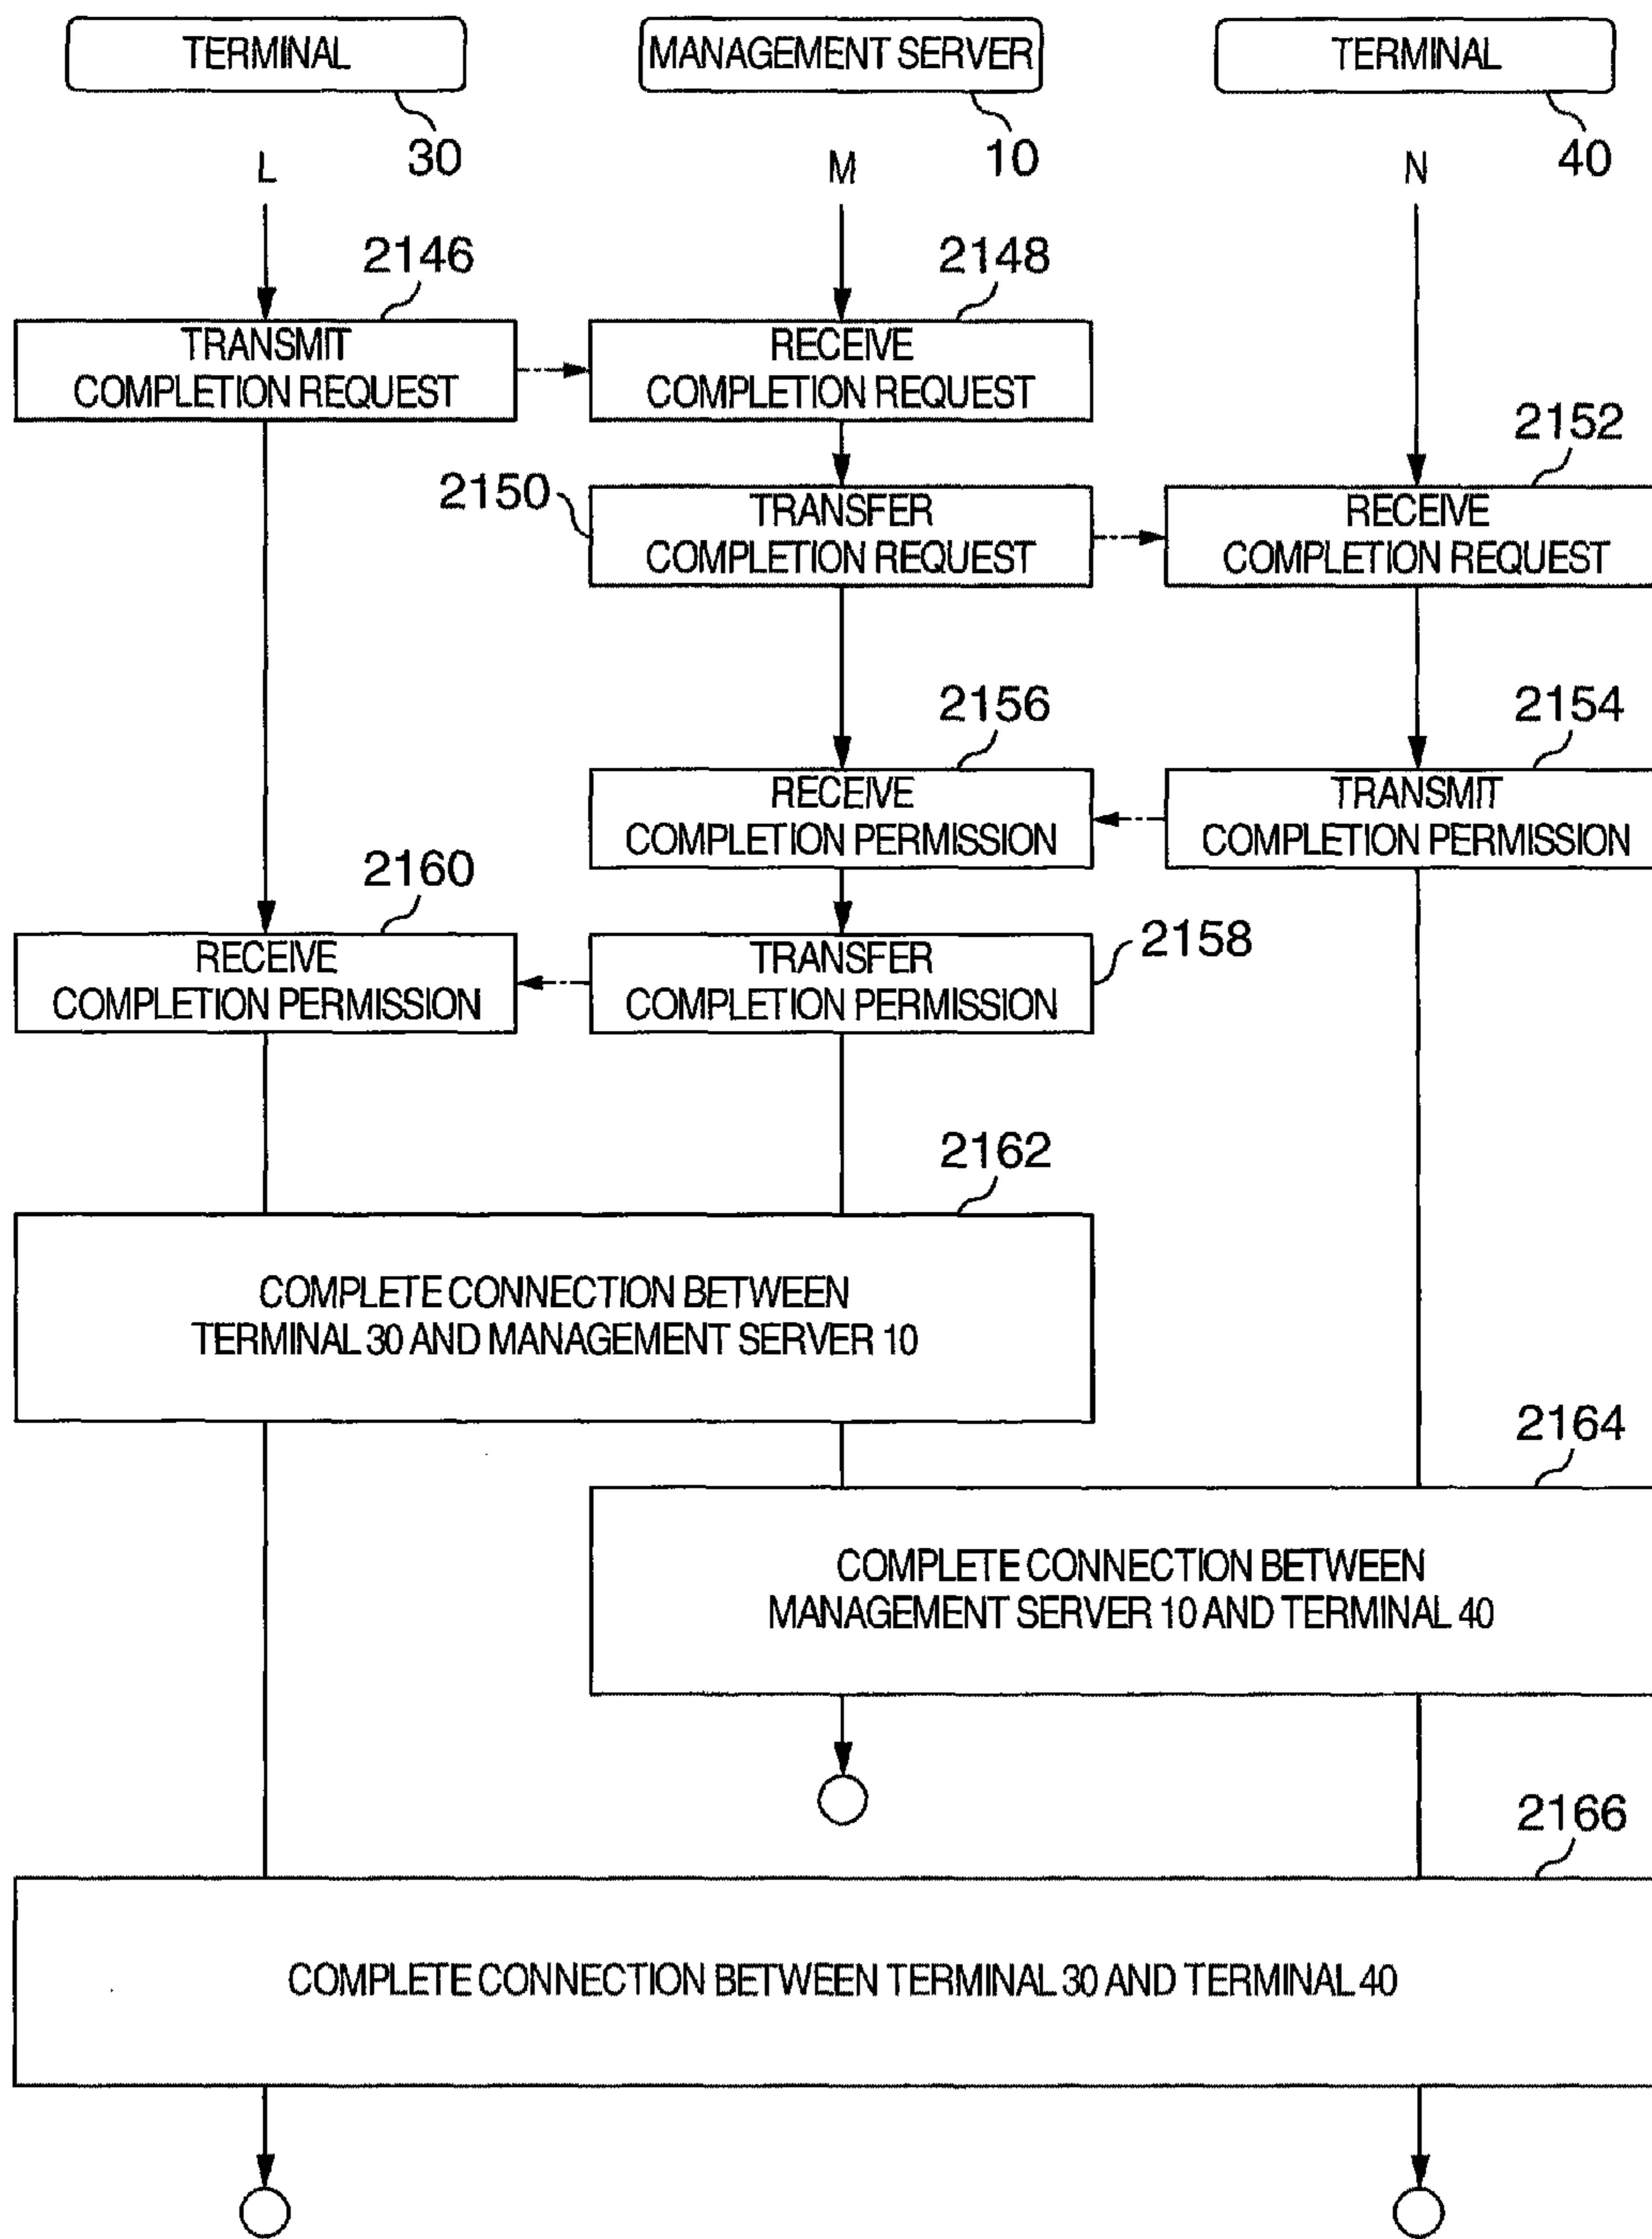 TERMINAL
MANAGEMENT SERVER
TERMINAL
30
10
40
L
M
N
2146
2148
TRANSMIT
COMPLETION REQUEST
RECEIVE
COMPLETION REQUEST
2152
2150
TRANSFER
COMPLETION REQUEST
RECEIVE
COMPLETION REQUEST
2156
2154
RECEIVE
COMPLETION PERMISSION
TRANSMIT
COMPLETION PERMISSION
2160
2158
RECEIVE
COMPLETION PERMISSION
TRANSFER
COMPLETION PERMISSION
2162
COMPLETE CONNECTION BETWEEN
TERMINAL 30 AND MANAGEMENT SERVER 10
2164
COMPLETE CONNECTION BETWEEN
MANAGEMENT SERVER 10 AND TERMINAL 40
2166
COMPLETE CONNECTION BETWEEN TERMINAL 30 AND TERMINAL 40